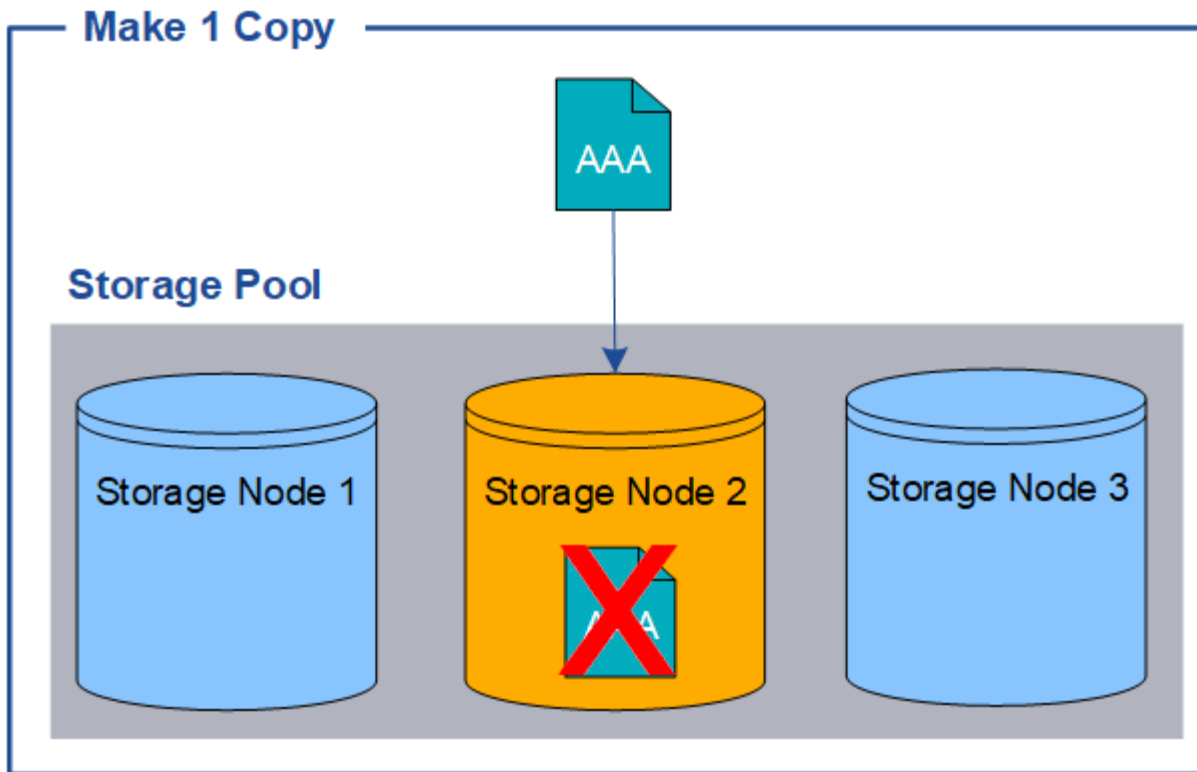 Make 1 Copy
AAA
Storage Pool
Storage Node 1
Storage Node 2
Storage Node 3